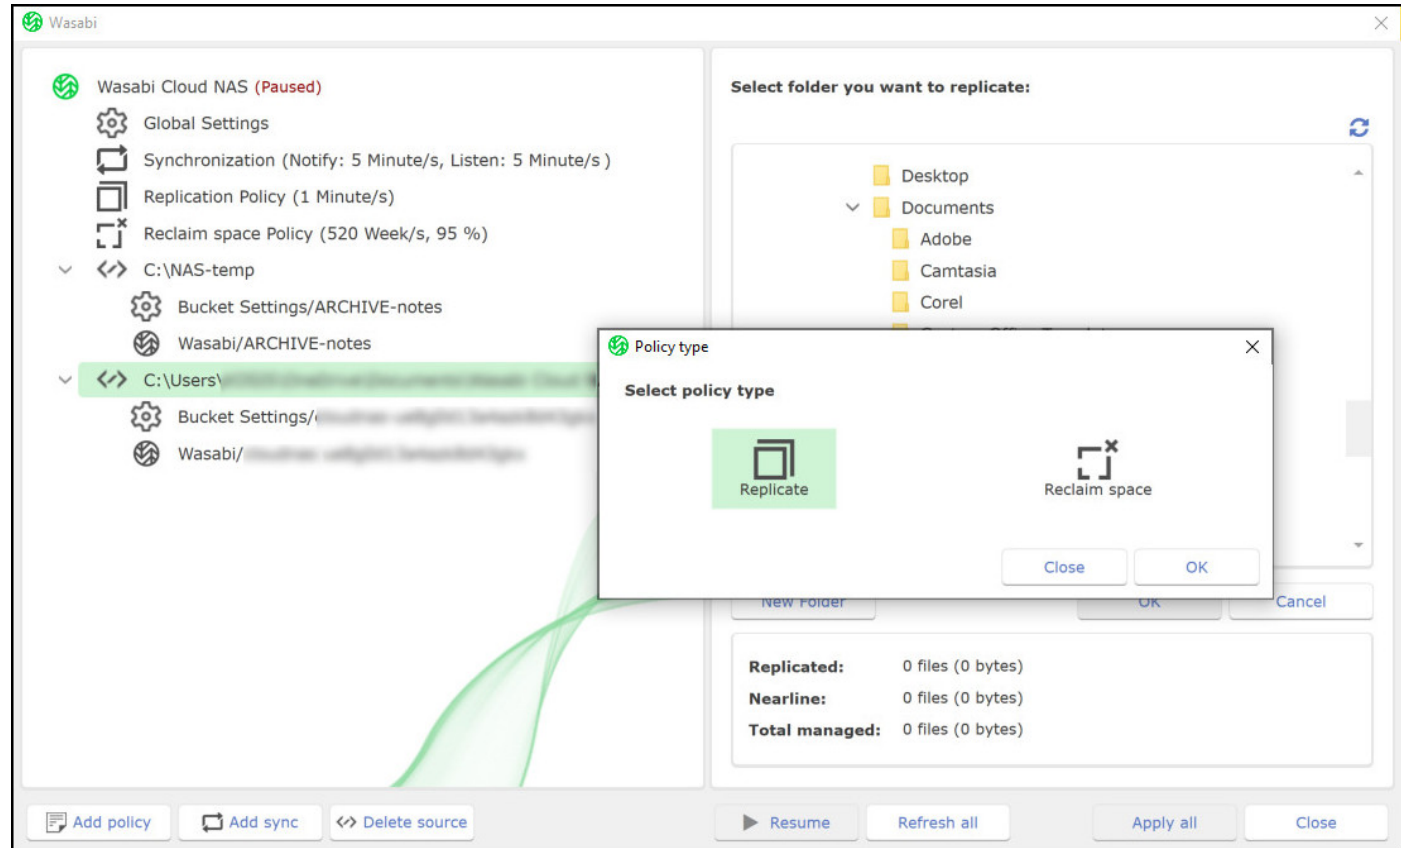 Wasabi
Wasabi Cloud NAS (Paused)
Global Settings
Synchronization (Notify: 5 Minute/s, Listen: 5 Minute/s )
Replication Policy (1 Minute/s)
Reclaim space Policy (520 Week/s, 95 %)
C:\NAS-temp
Bucket Settings/ARCHIVE-notes
Wasabi/ARCHIVE-notes
C:\Users\
Bucket Settings/
Wasabi/
Select folder you want to replicate:
Desktop
Documents
Adobe
Camtasia
Corel
Policy type
Select policy type
Replicate
Reclaim space
Close
OK
New Folder
OK
Cancel
Replicated: 0 files (0 bytes)
Nearline: 0 files (0 bytes)
Total managed: 0 files (0 bytes)
Add policy
Add sync
Delete source
Resume
Refresh all
Apply all
Close